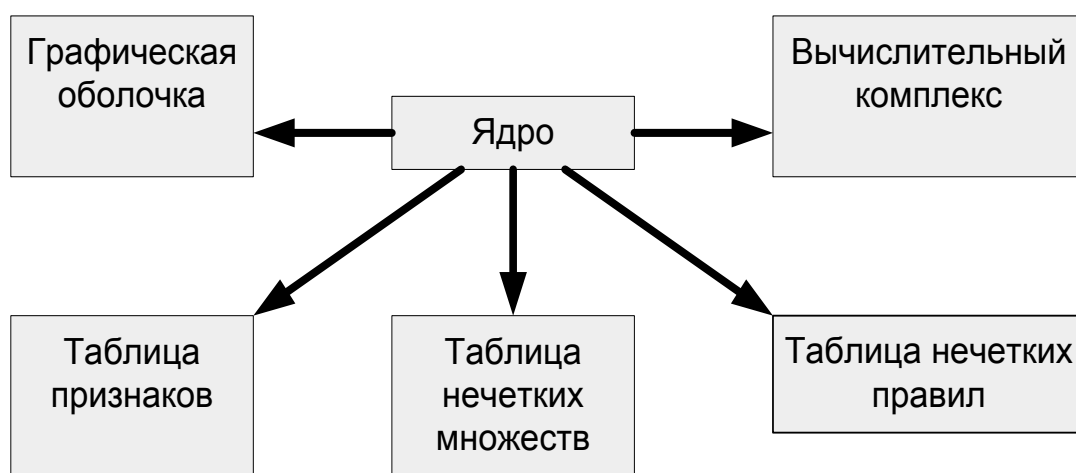 Графическая
оболочка
Ядро
Вычислительный
комплекс
Таблица
признаков
Таблица
нечетких
множеств
Таблица нечетких
правил